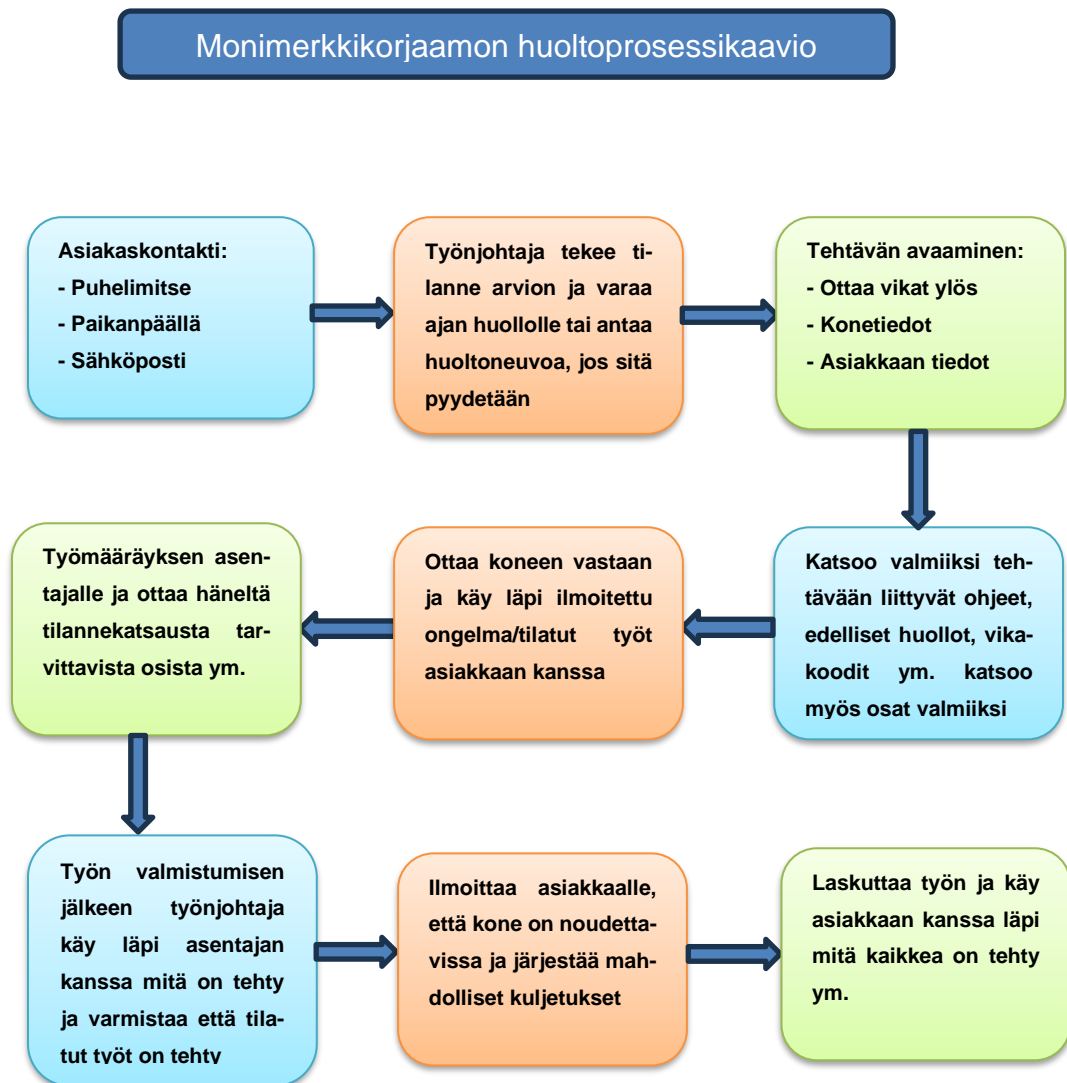 Monimerkkikorjaamon huoltoprosessikaavio
Asiakaskontakti:
- Puhelimitse
- Paikanpäällä
- Sähköposti
Työnjohtaja tekee ti-
lanne arvion ja varaa
ajan huollolle tai antaa
huoltoneuvoa, jos sitä
pyydetään
Tehtävän avaaminen:
- Ottaa vikat ylös
- Konetiedot
- Asiakkaan tiedot
Katsoo valmiiksi teh-
tävään liittyvät ohjeet,
edelliset huollot, vika-
koodit ym. katsoo
myös osat valmiiksi
Ottaa koneen vastaan
ja käy läpi ilmoitettu
ongelma/tilatut työt
asiakkaan kanssa
Työmääräyksen asen-
tajalle ja ottaa häneltä
tilannekatsausta tar-
vittavista osista ym.
Työn valmistumisen
jälkeen työnjohtaja
käy läpi asentajan
kanssa mitä on tehty
ja varmistaa että tila-
tut työt on tehty
Ilmoittaa asiakkaalle,
että kone on noudetta-
vissa ja järjestää mah-
dolliset kuljetukset
Laskuttaa työn ja käy
asiakkaan kanssa läpi
mitä kaikkea on tehty
ym.